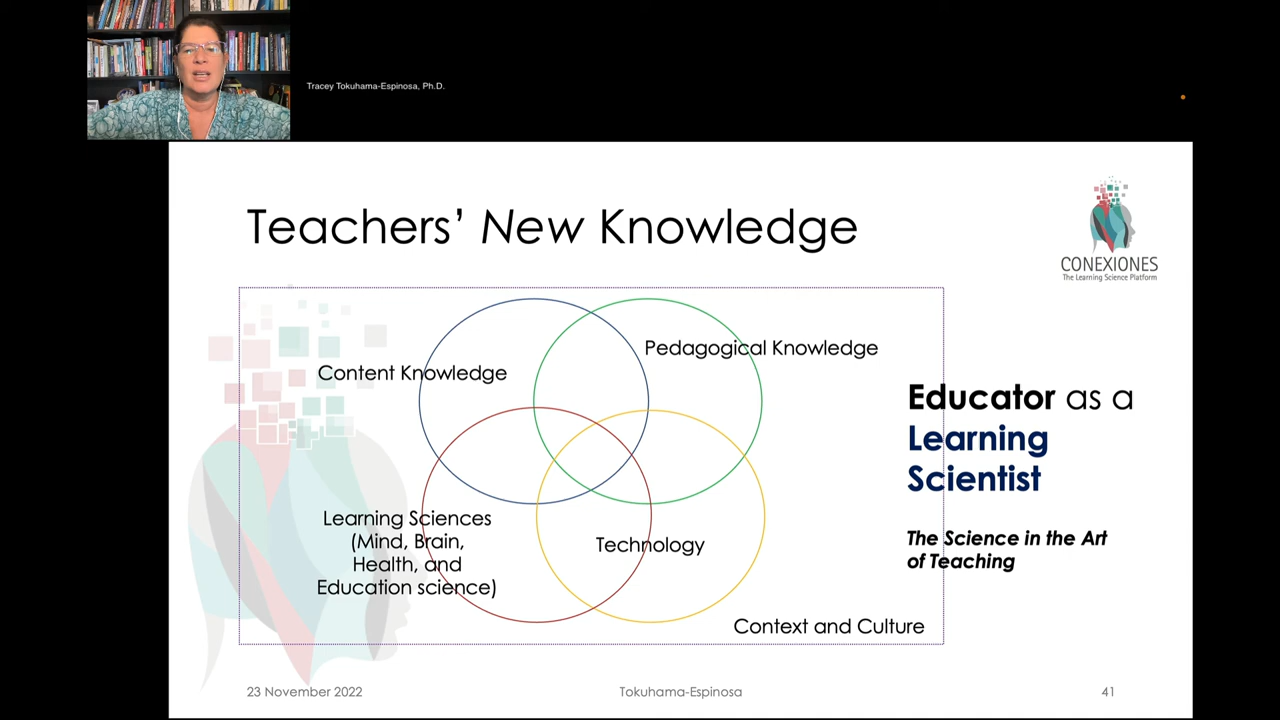 Tracey Tokuhama-Espinosa, Ph.D.
Teachers’ New Knowledge
CONEXIONES
The Learning Science Platform
Content Knowledge
Pedagogical Knowledge
Learning Sciences
(Mind, Brain,
Health, and
Education science)
Technology
Context and Culture
Educator as a
Learning
Scientist
The Science in the Art
of Teaching
23 November 2022
Tokuhama-Espinosa
41